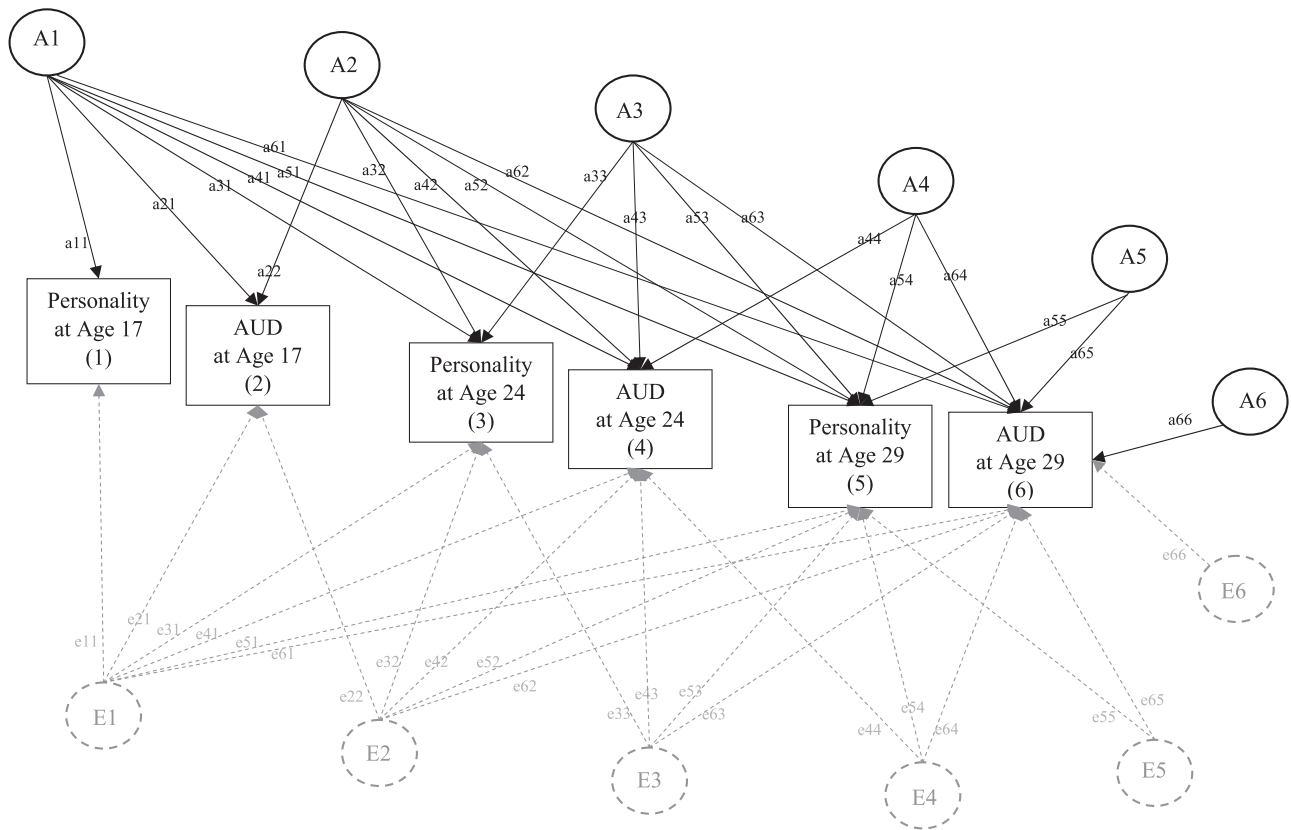 A1
A2
A3
A4
A5
A6
a61
a31
a41
a51
a21
a11
a22
a32
a42
a52
a62
a33
a43
a53
a63
a44
a54
a64
a55
a65
a66
Personality
at Age 17
(1)
AUD
at Age 17
(2)
Personality
at Age 24
(3)
AUD
at Age 24
(4)
Personality
at Age 29
(5)
AUD
at Age 29
(6)
e11
e21
e31
e41
e51
e61
e22
e32
e42
e52
e62
e33
e43
e53
e63
e44
e54
e64
e55
e65
e66
E1
E2
E3
E4
E5
E6